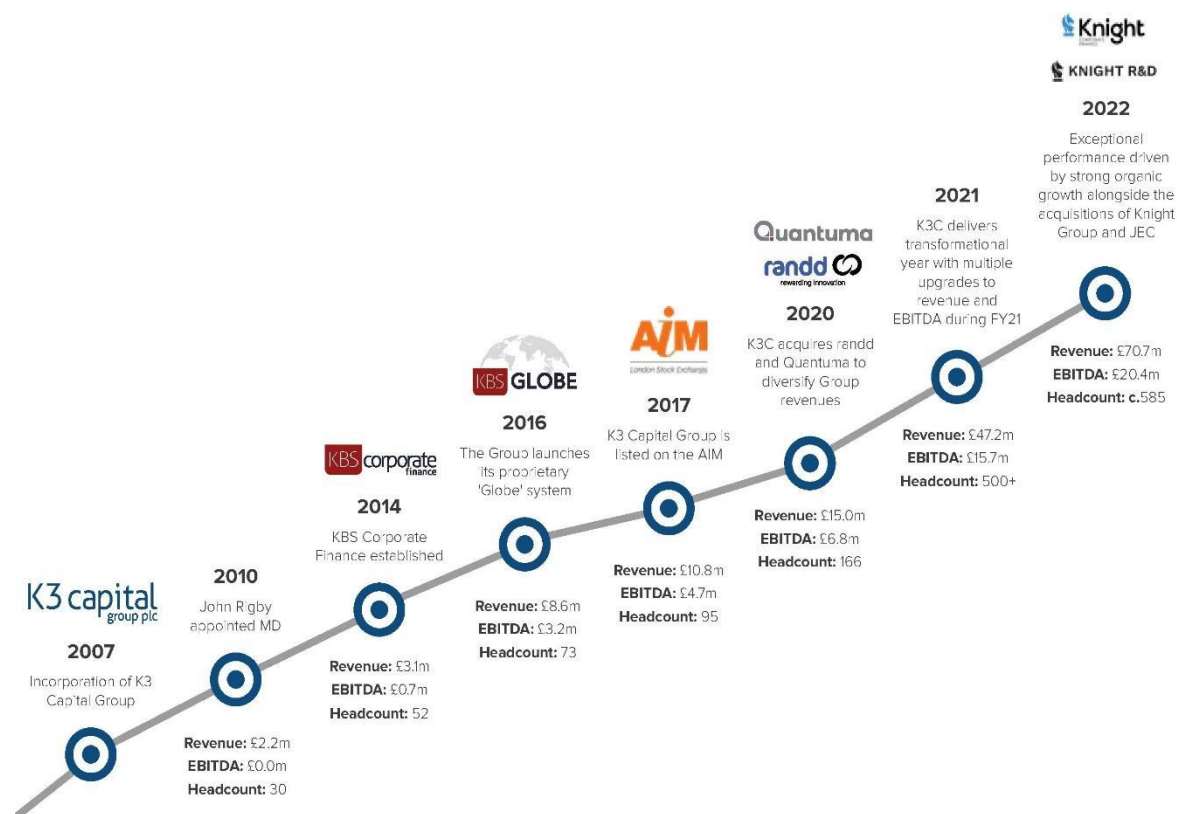 K3 capital
group plc
2007
Incorporation of K3
Capital Group
2010
John Rigby
appointed MD
Revenue: £2.2m
EBITDA: £0.0m
Headcount: 30
KBS corporate
finance
2014
KBS Corporate
Finance established
Revenue: £3.1m
EBITDA: £0.7m
Headcount: 52
KBS GLOBE
2016
The Group launches
its proprietary
'Globe' system
Revenue: £8.6m
EBITDA: £3.2m
Headcount: 73
AiM
London Stock Exchange
2017
K3 Capital Group is
listed on the AIM
Revenue: £10.8m
EBITDA: £4.7m
Headcount: 95
Quantuma
randd
rewarding innovation
2020
K3C acquires randd
and Quantuma to
diversify Group
revenues
Revenue: £15.0m
EBITDA: £6.8m
Headcount: 166
2021
K3C delivers
transformational
year with multiple
upgrades to
revenue and
EBITDA during FY21
Revenue: £47.2m
EBITDA: £15.7m
Headcount: 500+
Knight
CORPORATE
FINANCE
KNIGHT R&D
2022
Exceptional
performance driven
by strong organic
growth alongside the
acquisitions of Knight
Group and JEC
Revenue: £70.7m
EBITDA: £20.4m
Headcount: c.585